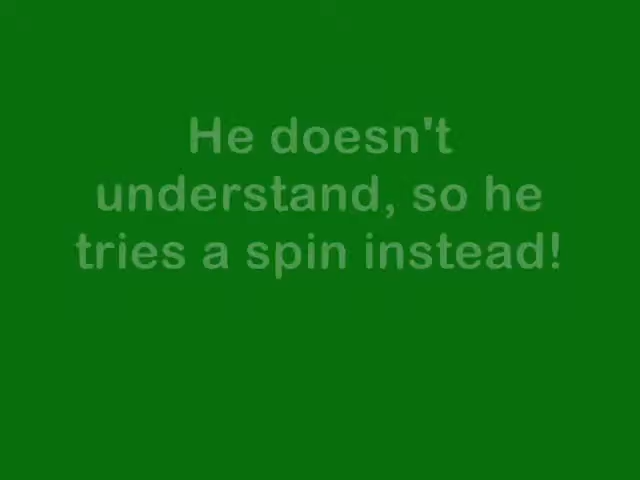 He doesn't
understand, so he
tries a spin instead!